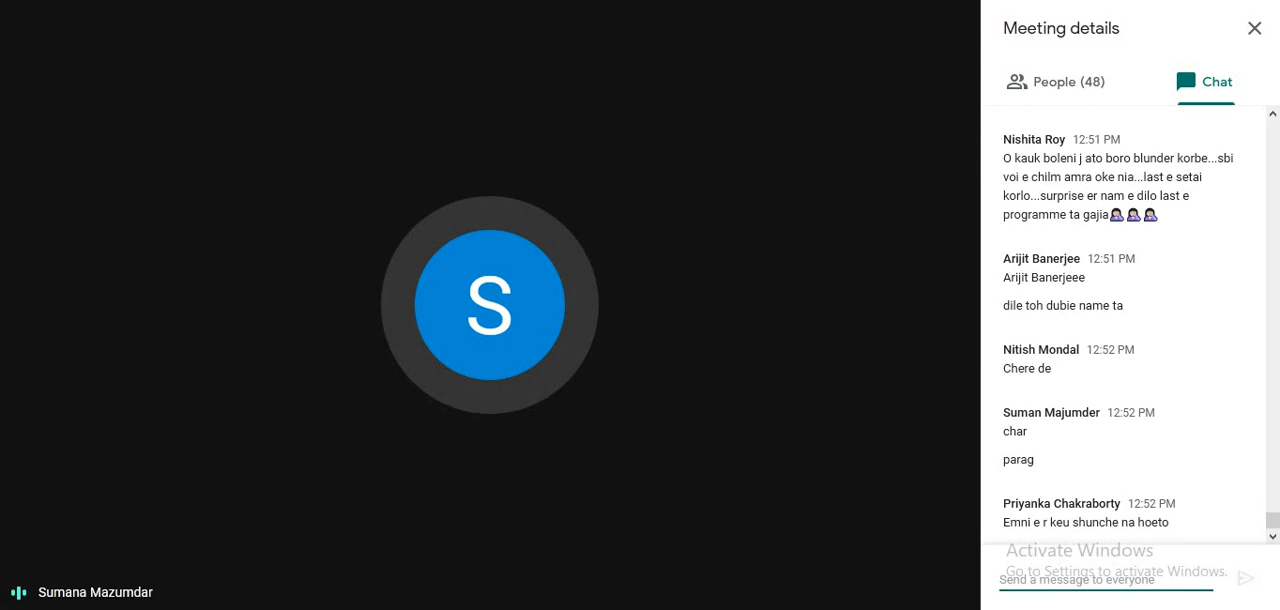 Meeting details
People (48)
Chat
Nishita Roy 12:51 PM
O kauk boleni j ato boro blunder korbe...sbi
voi e chilm amra oke nia...last e setai
korlo...surprise er nam e dilo last e
programme ta gajia🤦🏻‍♀️🤦🏻‍♀️🤦🏻‍♀️
Arijit Banerjee 12:51 PM
Arijit Banerjeee
dile toh dubie name ta
Nitish Mondal 12:52 PM
Chere de
Suman Majumder 12:52 PM
char
parag
Priyanka Chakraborty 12:52 PM
Emni e r keu shunche na hoeto
Activate Windows
Go to Settings to activate Windows.
Send a message to everyone
S
Sumana Mazumdar